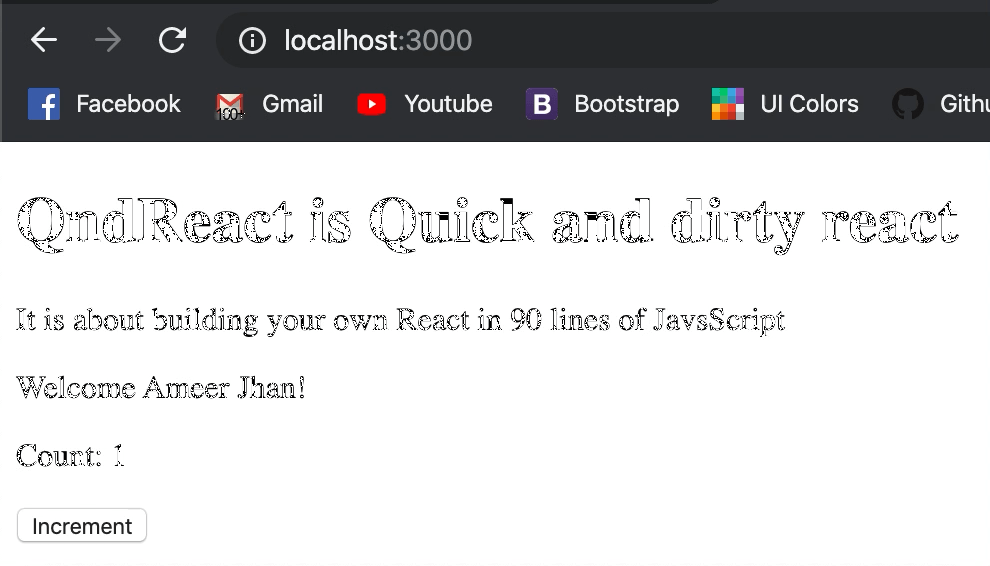 localhost:3000
Facebook Gmail Youtube Bootstrap UI Colors Githu
QndReact is Quick and dirty react
It is about building your own React in 90 lines of JavsScript
Welcome Ameer Jhan!
Count: 1
Increment